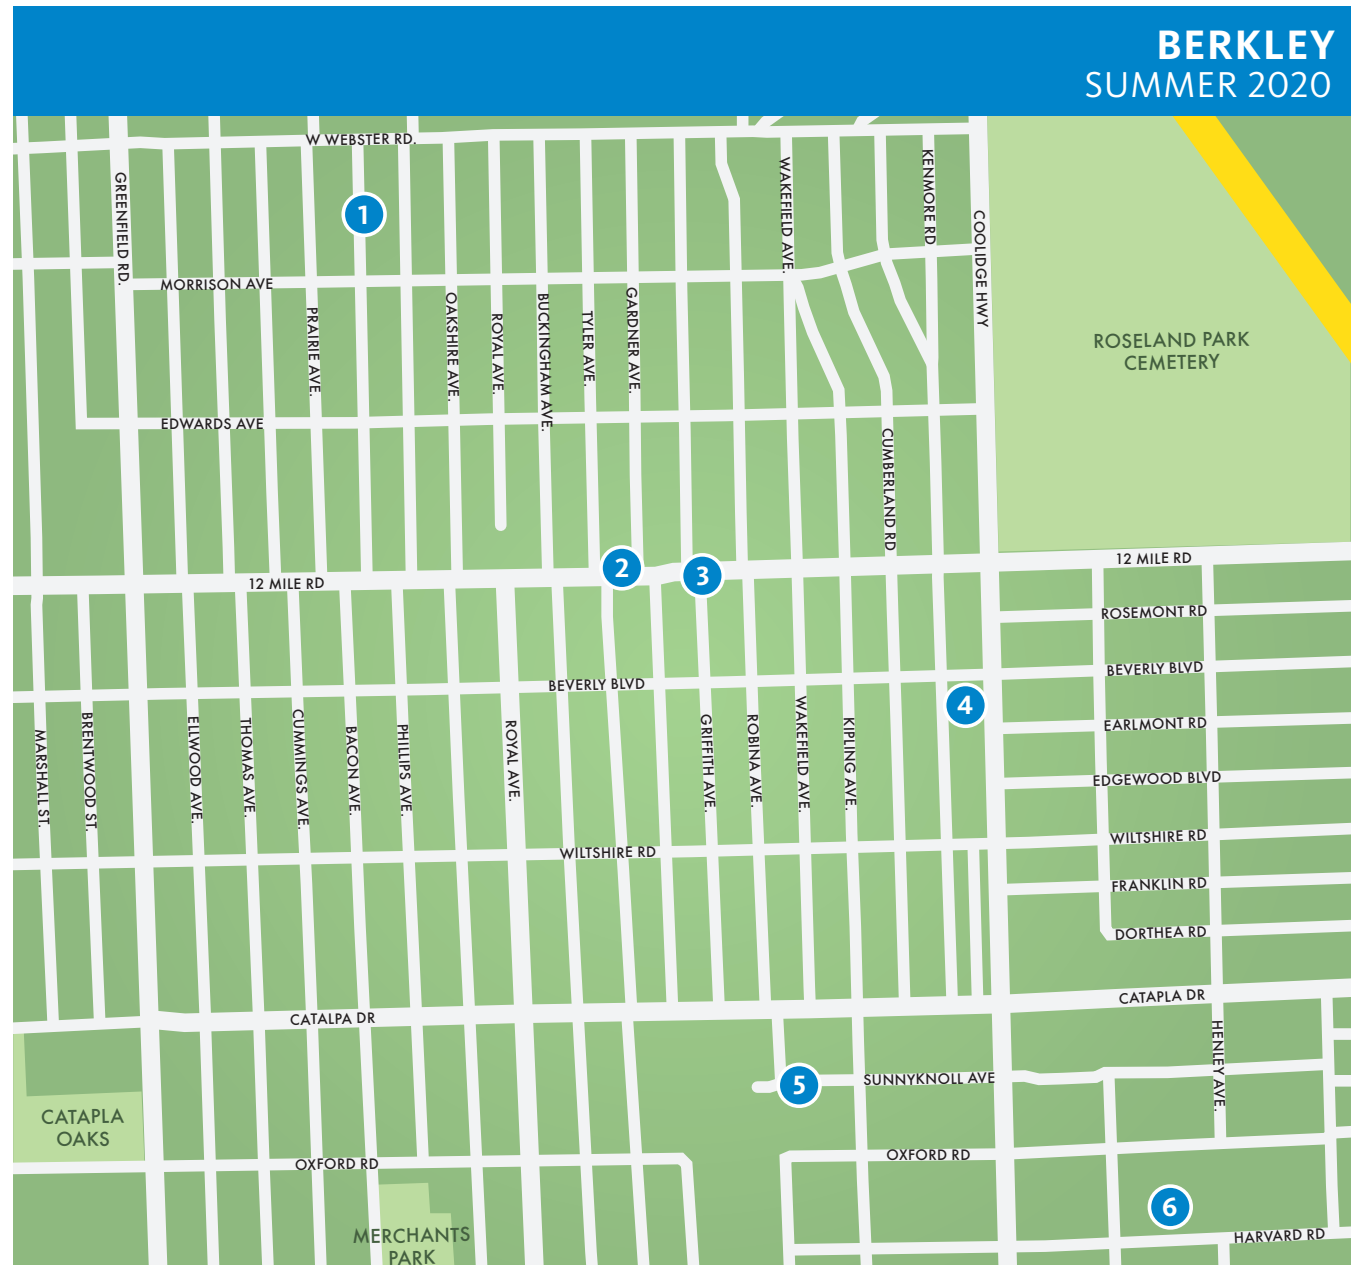 BERKLEY
SUMMER 2020
W WEBSTER RD.
GREENFIELD RD.
WAKEFIELD AVE.
KENMORE RD
COOLIDGE HWY
1
MORRISON AVE
PRAIRIE AVE.
OAKSHIRE AVE.
ROYAL AVE.
BUCKINGHAM AVE.
TYLER AVE.
GARDNER AVE.
ROSELAND PARK
CEMETERY
EDWARDS AVE
CUMBERLAND RD
2
3
12 MILE RD
12 MILE RD
ROSEMONT RD
BEVERLY BLVD
BEVERLY BLVD
4
MARSHALL ST.
BRENTWOOD ST.
ELLWOOD AVE.
THOMAS AVE.
CUMMINGS AVE.
BACON AVE.
PHILLIPS AVE.
ROYAL AVE.
GRIFFITH AVE.
ROBINA AVE.
WAKEFIELD AVE.
KIPLING AVE.
EARLMONT RD
EDGEWOOD BLVD
WILTSHIRE RD
WILTSHIRE RD
FRANKLIN RD
DORTHEA RD
CATALPA DR
CATAPLA DR
HENLEY AVE.
5
SUNNYKNOLL AVE
CATAPLA
OAKS
OXFORD RD
OXFORD RD
6
MERCHANTS
PARK
HARVARD RD